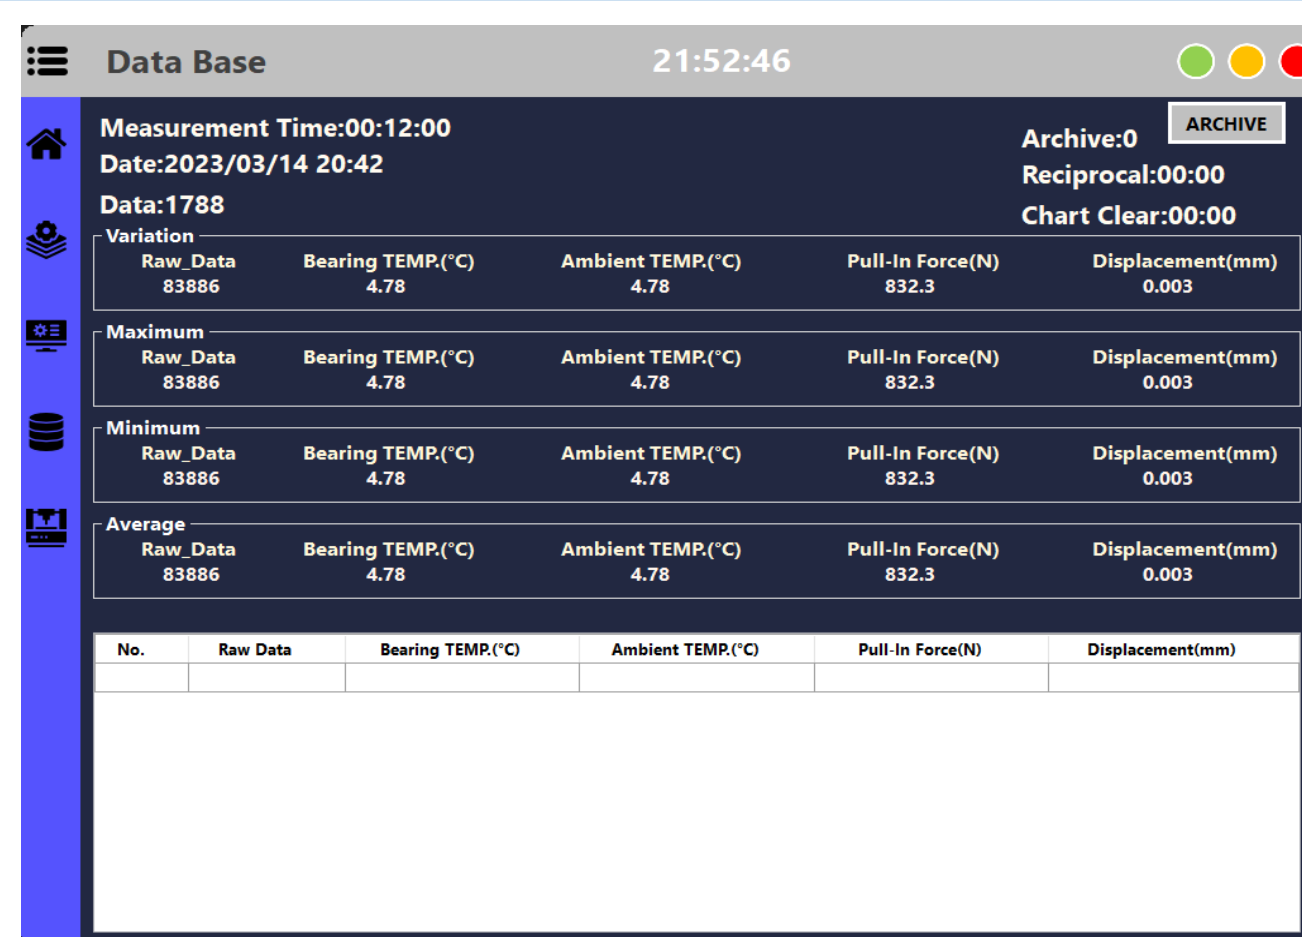 Data Base 21:52:46
Measurement Time:00:12:00
ARCHIVE
Archive:0
Date:2023/03/14 20:42
Reciprocal:00:00
Data:1788
Chart Clear:00:00
Variation
Raw_Data Bearing TEMP.(°C) Ambient TEMP.(°C) Pull-In Force(N) Displacement(mm)
83886 4.78 4.78 832.3 0.003
Maximum
Raw_Data Bearing TEMP.(°C) Ambient TEMP.(°C) Pull-In Force(N) Displacement(mm)
83886 4.78 4.78 832.3 0.003
Minimum
Raw_Data Bearing TEMP.(°C) Ambient TEMP.(°C) Pull-In Force(N) Displacement(mm)
83886 4.78 4.78 832.3 0.003
Average
Raw_Data Bearing TEMP.(°C) Ambient TEMP.(°C) Pull-In Force(N) Displacement(mm)
83886 4.78 4.78 832.3 0.003
No. Raw Data Bearing TEMP.(°C) Ambient TEMP.(°C) Pull-In Force(N) Displacement(mm)